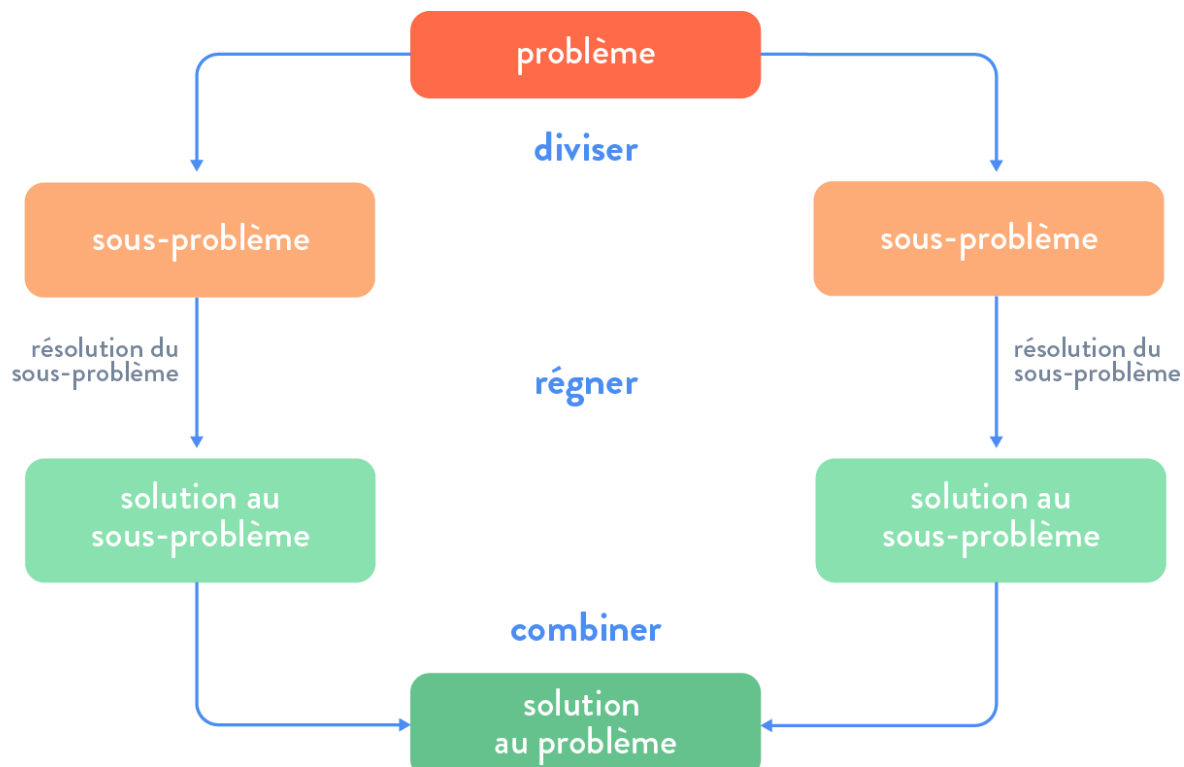 problème
diviser
sous-problème
sous-problème
résolution du
sous-problème
régner
résolution du
sous-problème
solution au
sous-problème
solution au
sous-problème
combiner
solution
au problème